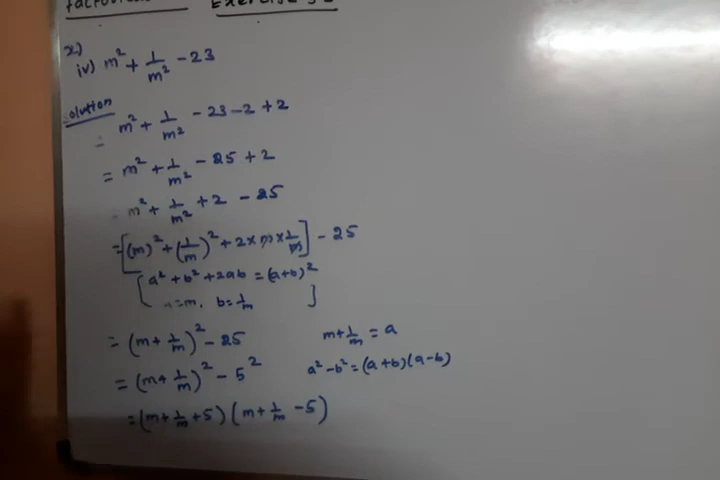 2)
iv) m² + 1/m² - 23
Solution
= m² + 1/m² - 23 - 2 + 2
= m² + 1/m² - 25 + 2
= m² + 1/m² + 2 - 25
= [(m)² + (1/m)² + 2 × m × 1/m] - 25
[a² + b² + 2ab = (a+b)²
a = m, b = 1/m]
= (m + 1/m)² - 25 m + 1/m = a
= (m + 1/m)² - 5² a² - b² = (a+b)(a-b)
= (m + 1/m + 5) (m + 1/m - 5)